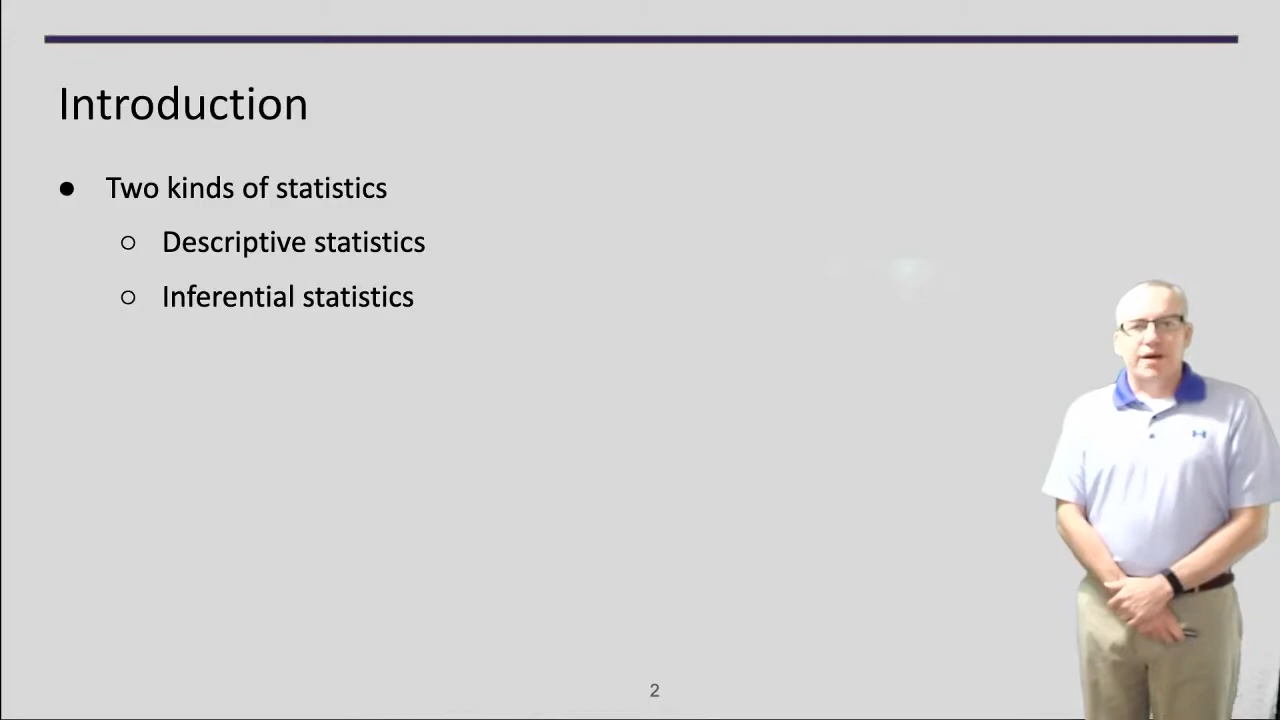 Introduction
● Two kinds of statistics
○ Descriptive statistics
○ Inferential statistics
2